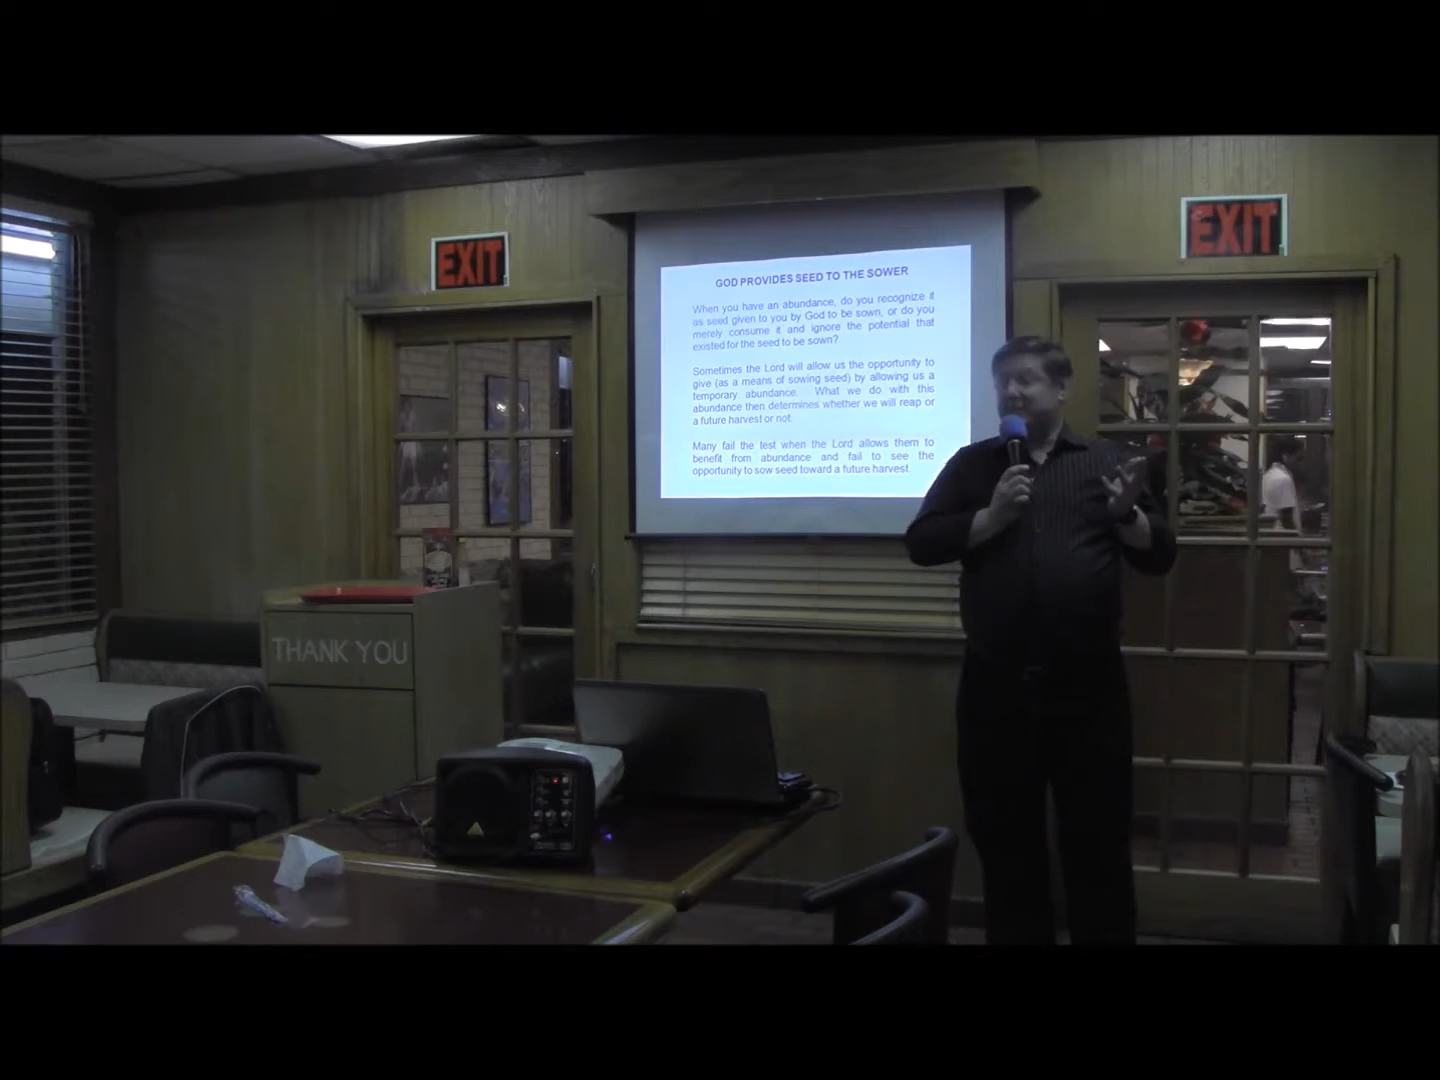 EXIT
EXIT
GOD PROVIDES SEED TO THE SOWER
When you have an abundance, do you recognize it
as seed given to you by God to be sown, or do you
merely consume it and ignore the potential that
existed for the seed to be sown?
Sometimes the Lord will allow us the opportunity to
give (as a means of sowing seed) by allowing us a
temporary abundance. What we do with this
abundance then determines whether we will reap or
a future harvest or not.
Many fail the test when the Lord allows them to
benefit from abundance and fail to see the
opportunity to sow seed toward a future harvest.
THANK YOU